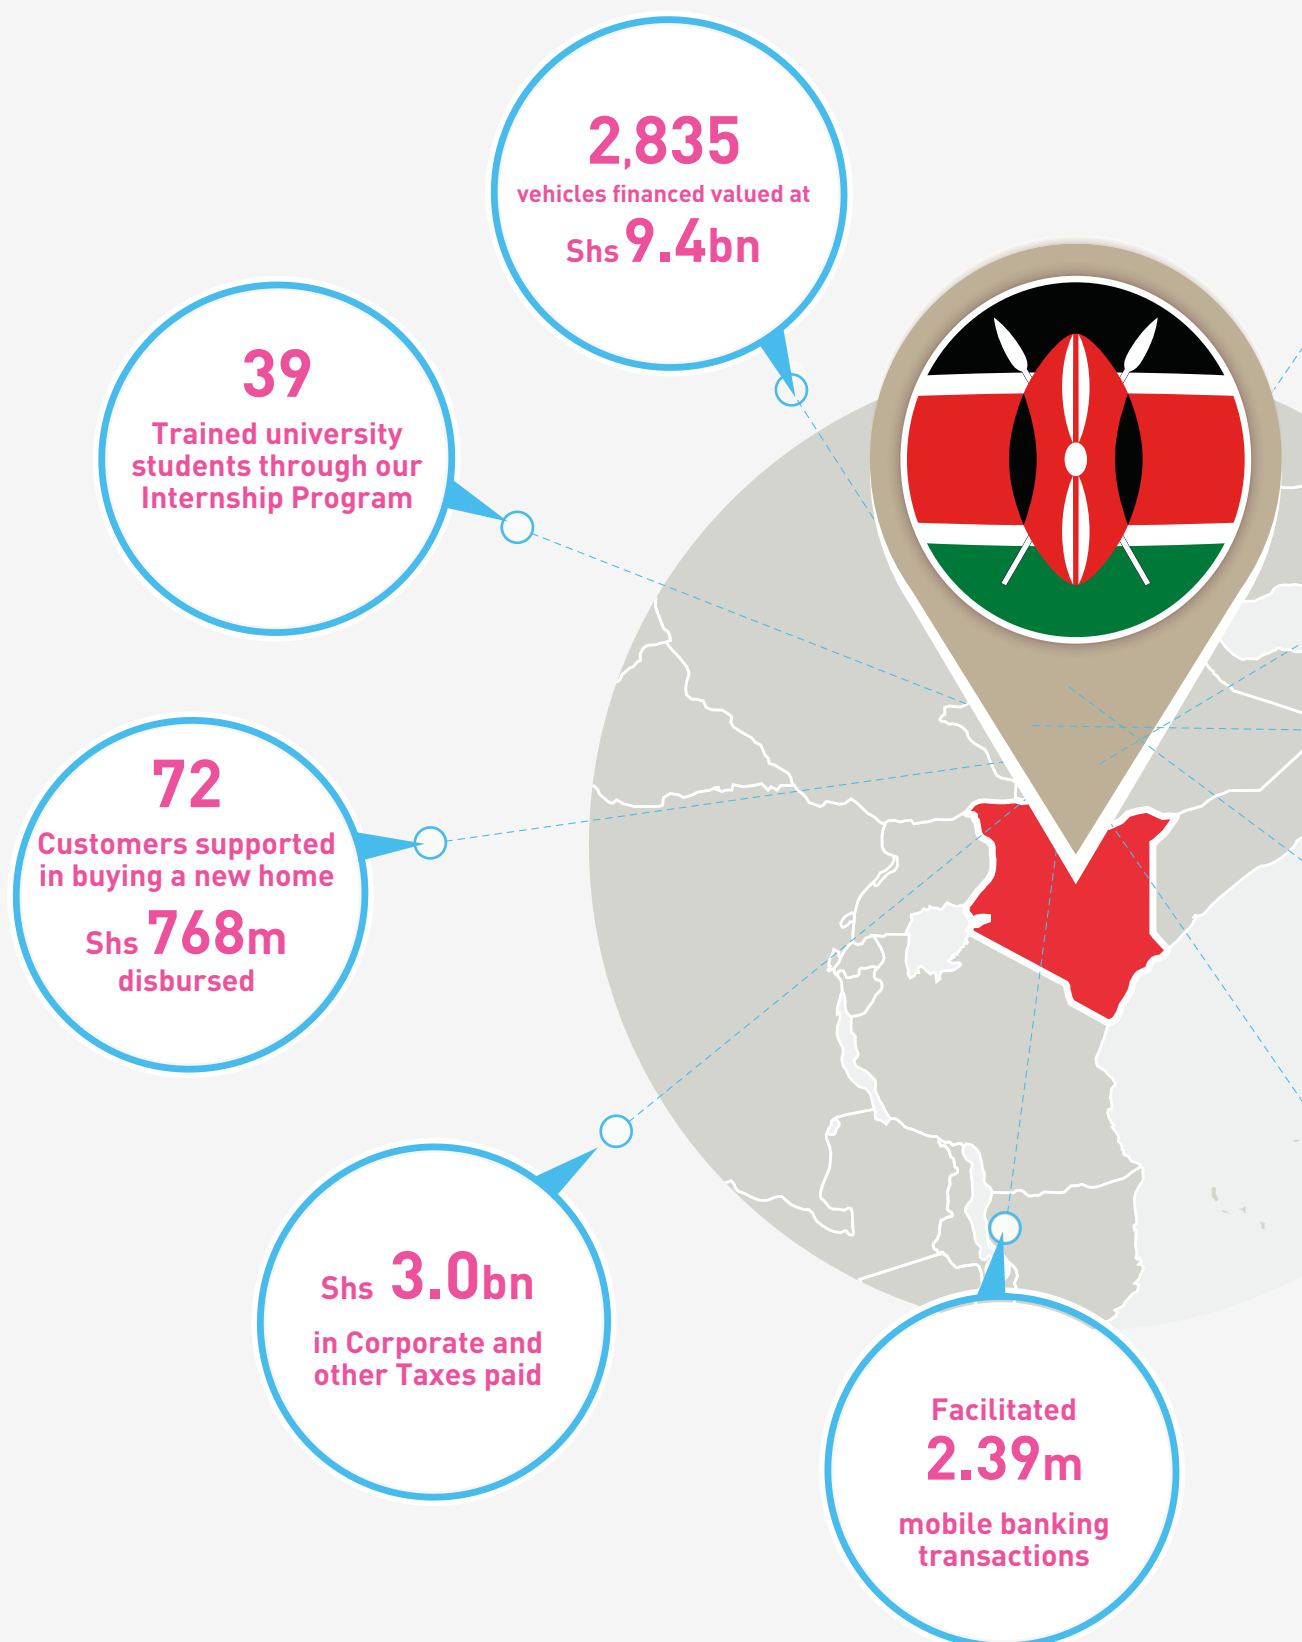 2,835
vehicles financed valued at
Shs 9.4bn
39
Trained university
students through our
Internship Program
72
Customers supported
in buying a new home
Shs 768m
disbursed
Shs 3.0bn
in Corporate and
other Taxes paid
Facilitated
2.39m
mobile banking
transactions